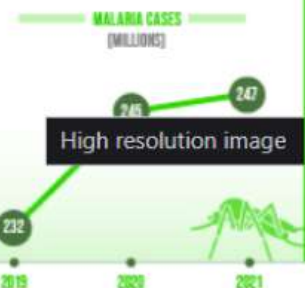 MALARIA CASES
(MILLIONS)
247
245
High resolution image
232
2019 2020 2021